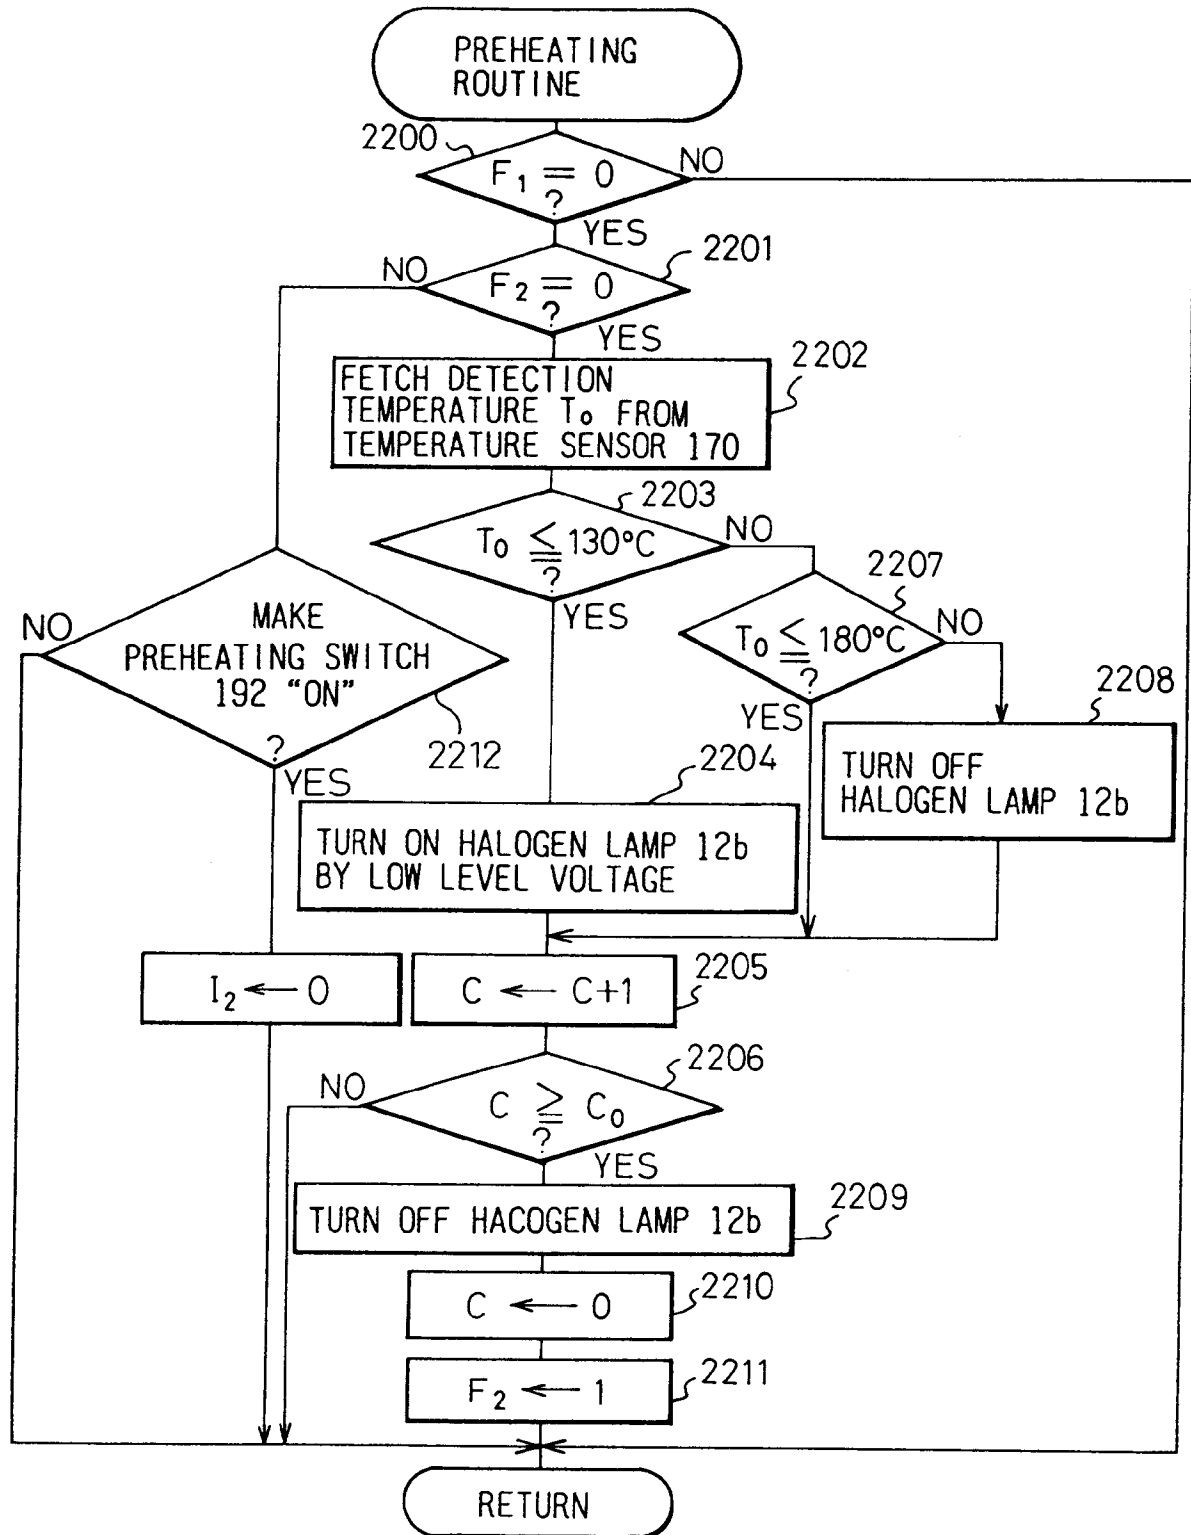 PREHEATING
ROUTINE
2200
F₁ = 0
?
NO
YES
2201
NO
F₂ = 0
?
YES
2202
FETCH DETECTION
TEMPERATURE T₀ FROM
TEMPERATURE SENSOR 170
2203
T₀ ≦ 130°C
?
NO
YES
2207
T₀ ≦ 180°C
?
NO
YES
2208
TURN OFF
HALOGEN LAMP 12b
NO
MAKE
PREHEATING SWITCH
192 “ON”
?
YES
2212
2204
TURN ON HALOGEN LAMP 12b
BY LOW LEVEL VOLTAGE
I₂ ← 0
C ← C+1
2205
2206
NO
C ≧ C₀
?
YES
TURN OFF HACOGEN LAMP 12b
2209
C ← 0
2210
F₂ ← 1
2211
RETURN